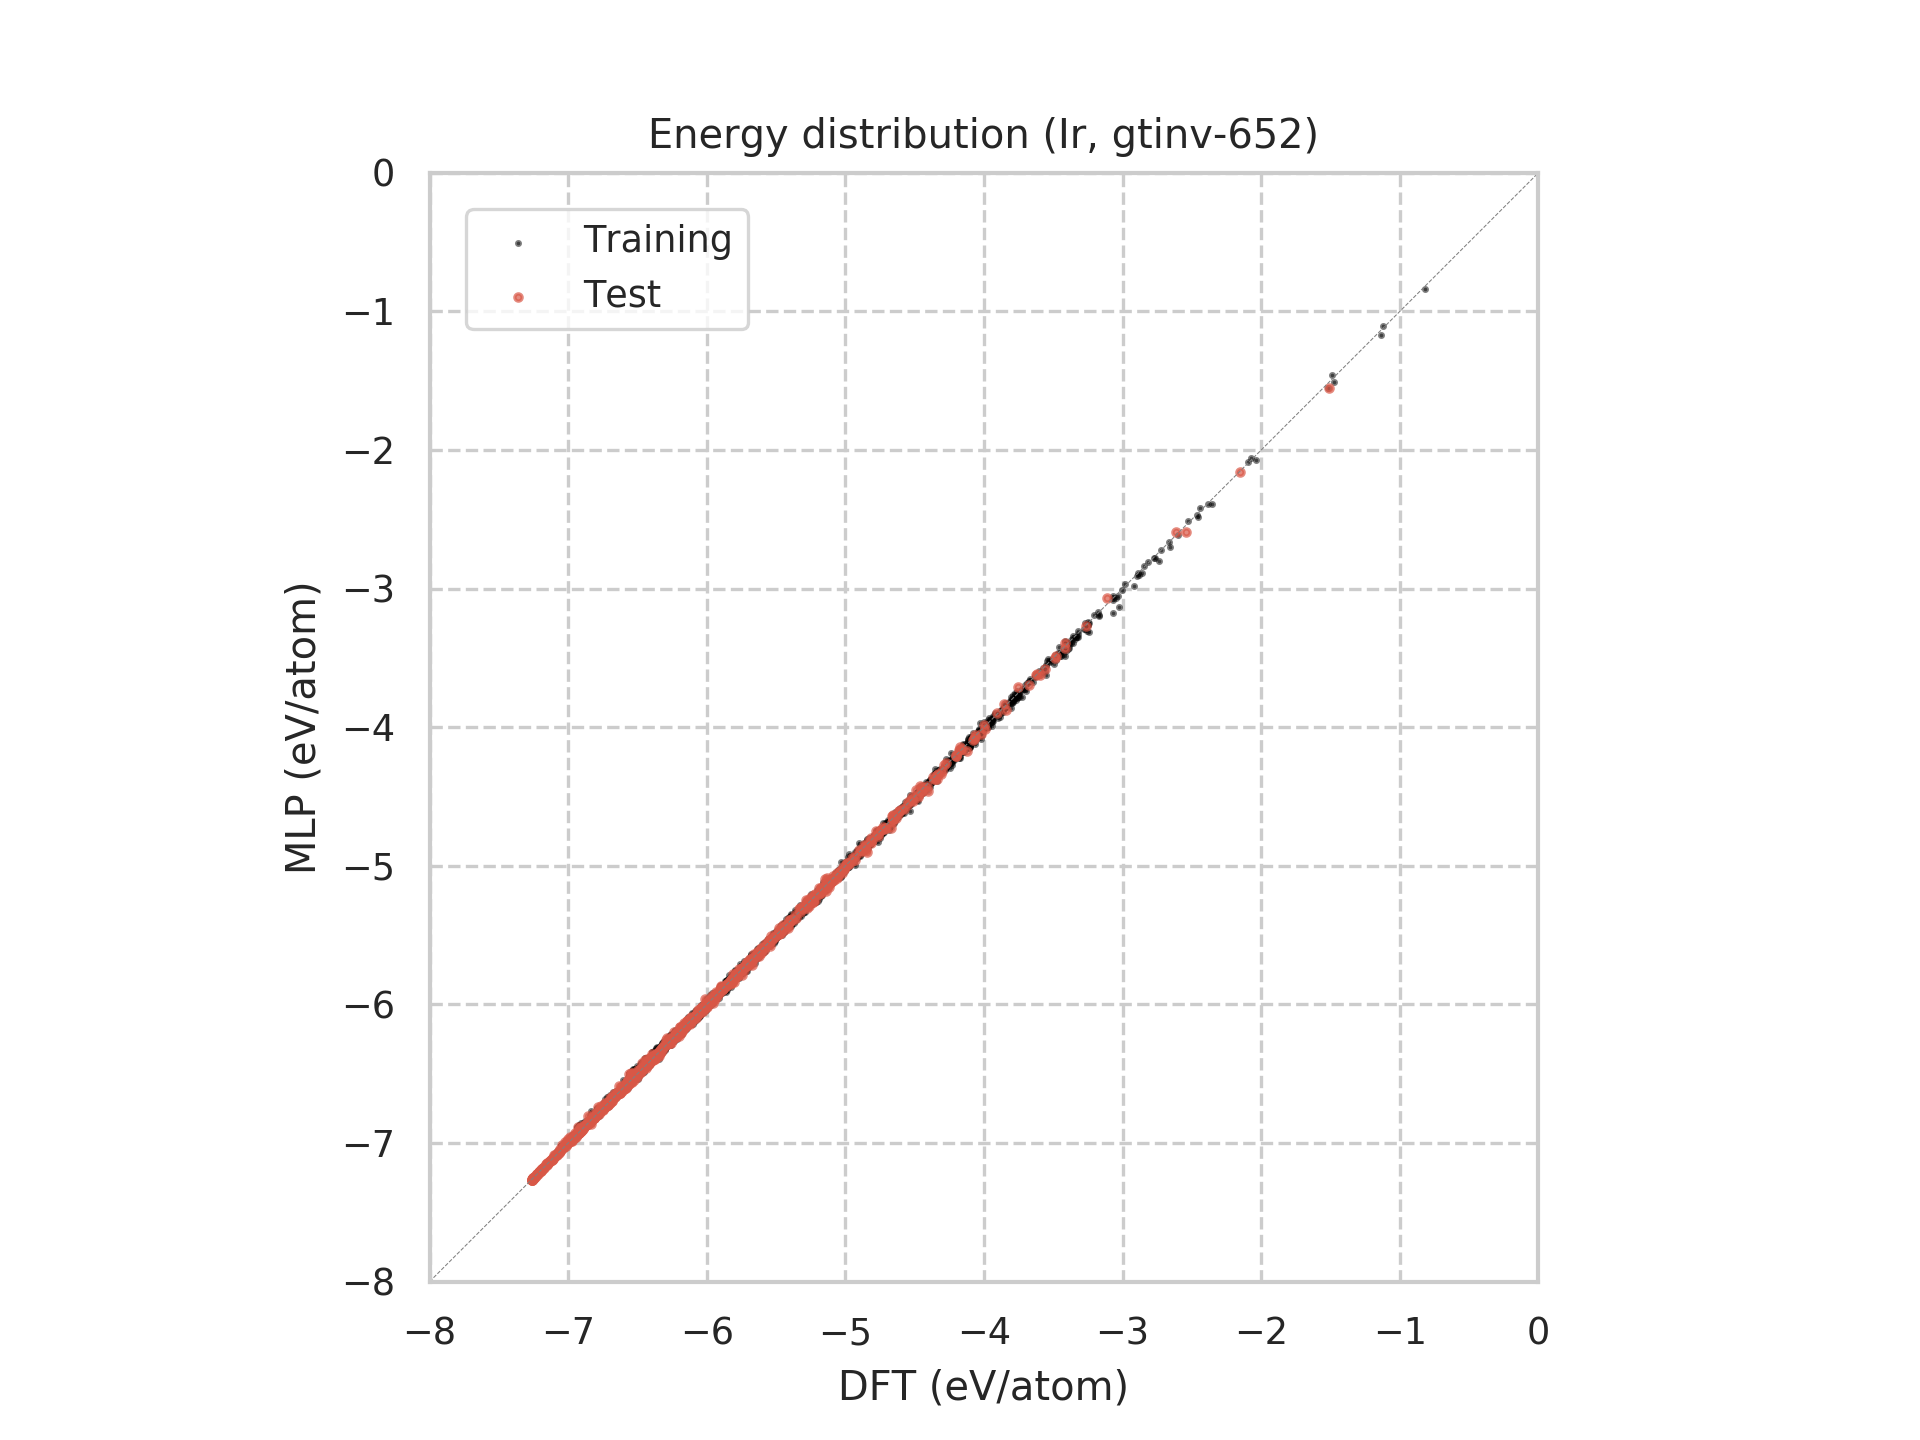 Energy distribution (Ir, gtinv-652)
0
−1
−2
−3
−4
−5
−6
−7
−8
MLP (eV/atom)
Training
Test
−8 −7 −6 −5 −4 −3 −2 −1 0
DFT (eV/atom)